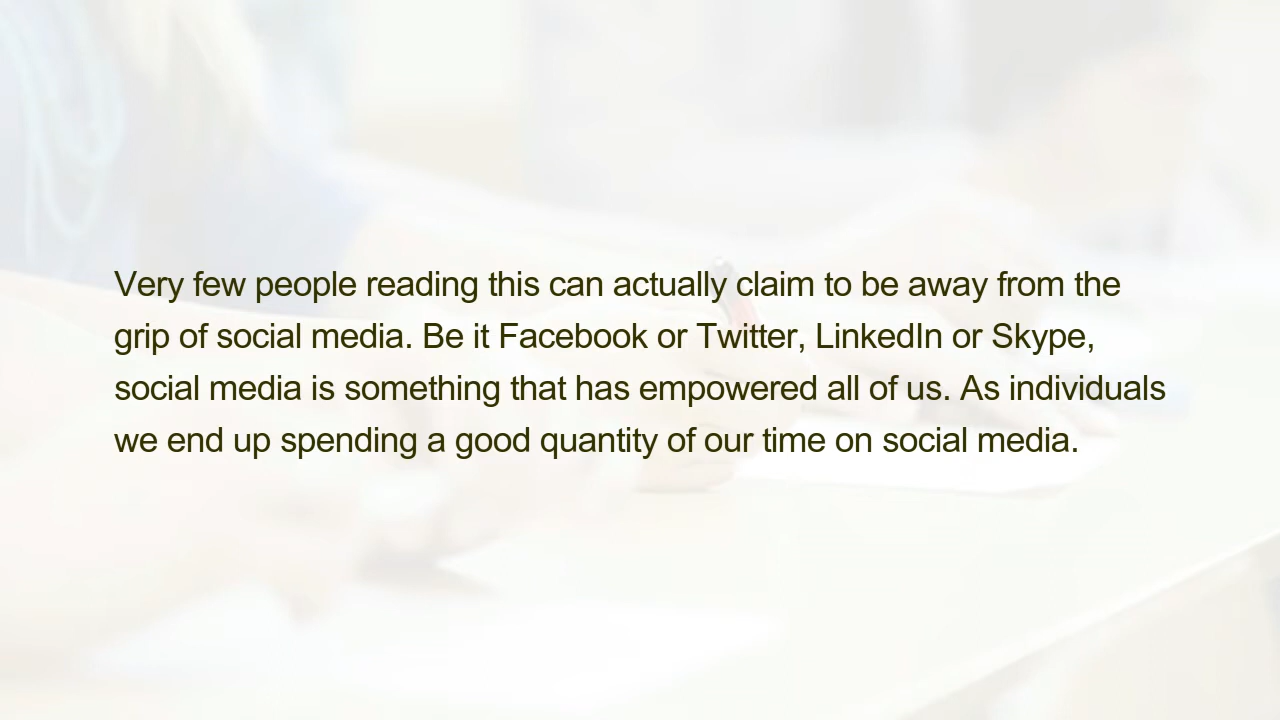 Very few people reading this can actually claim to be away from the
grip of social media. Be it Facebook or Twitter, LinkedIn or Skype,
social media is something that has empowered all of us. As individuals
we end up spending a good quantity of our time on social media.